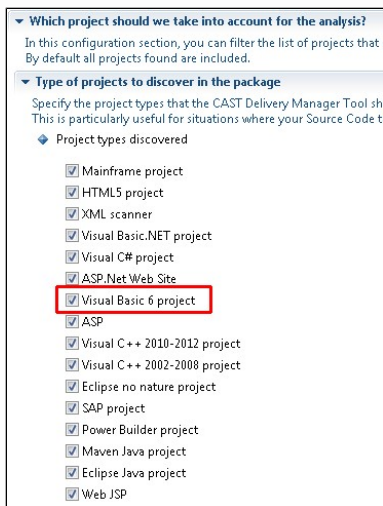 Which project should we take into account for the analysis?
In this configuration section, you can filter the list of projects that
By default all projects found are included.
Type of projects to discover in the package
Specify the project types that the CAST Delivery Manager Tool sh
This is particularly useful for situations where your Source Code t
Project types discovered
Mainframe project
HTML5 project
XML scanner
Visual Basic.NET project
Visual C# project
ASP.Net Web Site
Visual Basic 6 project
ASP
Visual C++ 2010-2012 project
Visual C++ 2002-2008 project
Eclipse no nature project
SAP project
Power Builder project
Maven Java project
Eclipse Java project
Web JSP